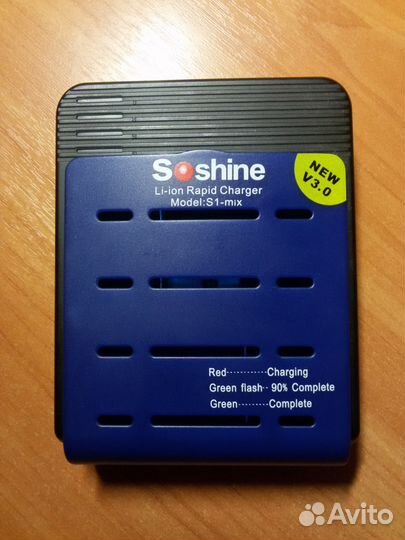 Soshine
Li-ion Rapid Charger
Model:S1-mix
NEW
V3.0
Red............Charging
Green flash.. 90% Complete
Green..........Complete
Avito